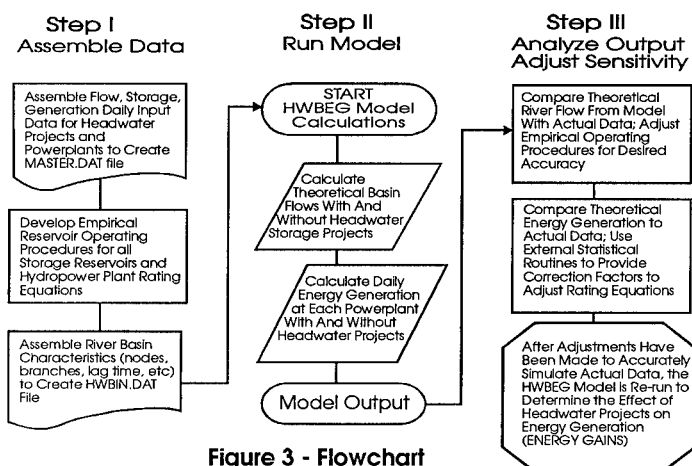 Step I
Assemble Data
Assemble Flow, Storage,
Generation Daily Input
Data for Headwater
Projects and
Powerplants to Create
MASTER.DAT file
Develop Empirical
Reservoir Operating
Procedures for all
Storage Reservoirs and
Hydropower Plant Rating
Equations
Assemble River Basin
Characteristics (nodes,
branches, lag time, etc)
to Create HWBIN.DAT
File
Step II
Run Model
START
HWBEG Model
Calculations
Calculate
Theoretical Basin
Flows With And
Without Headwater
Storage Projects
Calculate Daily
Energy Generation
at Each Powerplant
With And Without
Headwater Projects
Model Output
Step III
Analyze Output
Adjust Sensitivity
Compare Theoretical
River Flow From Model
With Actual Data; Adjust
Empirical Operating
Procedures for Desired
Accuracy
Compare Theoretical
Energy Generation to
Actual Data; Use
External Statistical
Routines to Provide
Correction Factors to
Adjust Rating Equations
After Adjustments Have
Been Made to Accurately
Simulate Actual Data, the
HWBEG Model is Re-run to
Determine the Effect of
Headwater Projects on
Energy Generation
(ENERGY GAINS)
Figure 3 - Flowchart